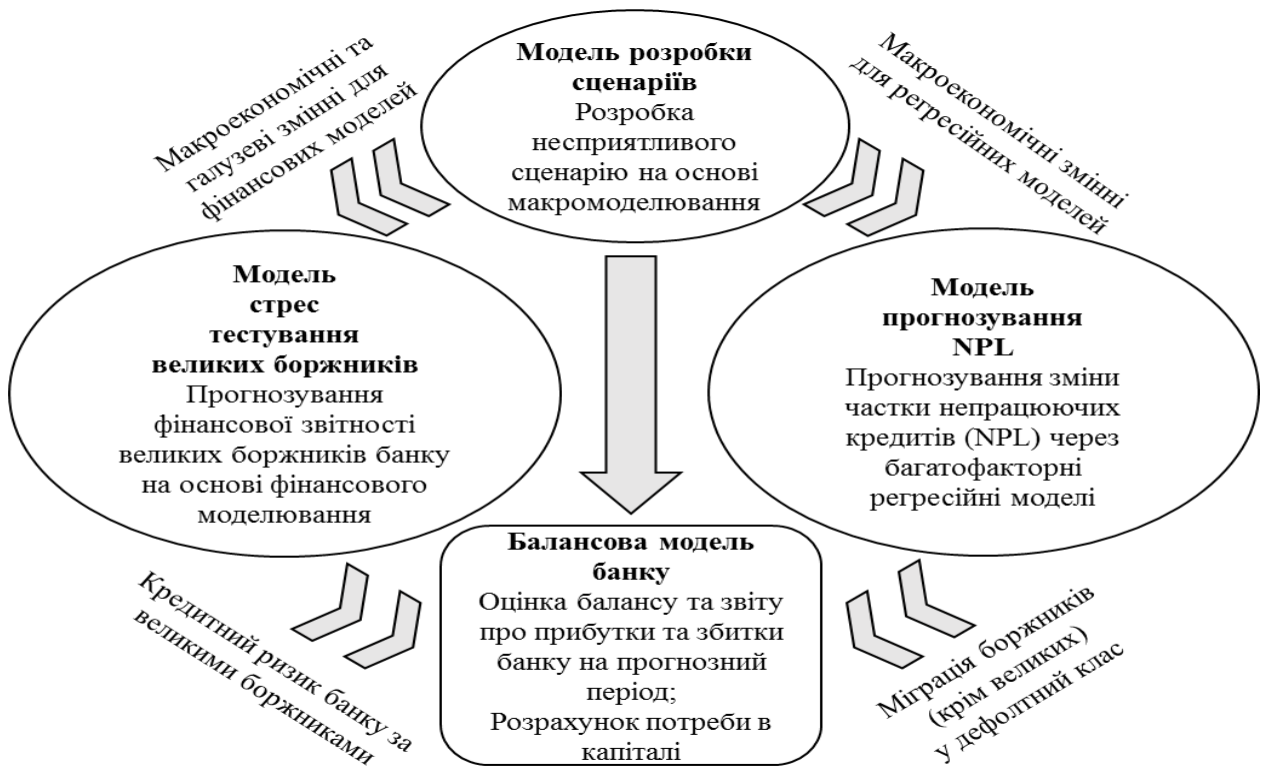 Макроекономічні та
галузеві змінні для
фінансових моделей
Модель розробки
сценаріїв
Розробка
несприятливого
сценарію на основі
макромоделювання
Макроекономічні змінні
для регресійних моделей
Модель
стрес
тестування
великих боржників
Прогнозування
фінансової звітності
великих боржників банку
на основі фінансового
моделювання
Модель
прогнозування
NPL
Прогнозування зміни
частки непрацюючих
кредитів (NPL) через
багатофакторні
регресійні моделі
Кредитний ризик банку за
великими боржниками
Балансова модель
банку
Оцінка балансу та звіту
про прибутки та збитки
банку на прогнозний
період;
Розрахунок потреби в
капіталі
Міграція боржників
(крім великих)
у дефолтний клас